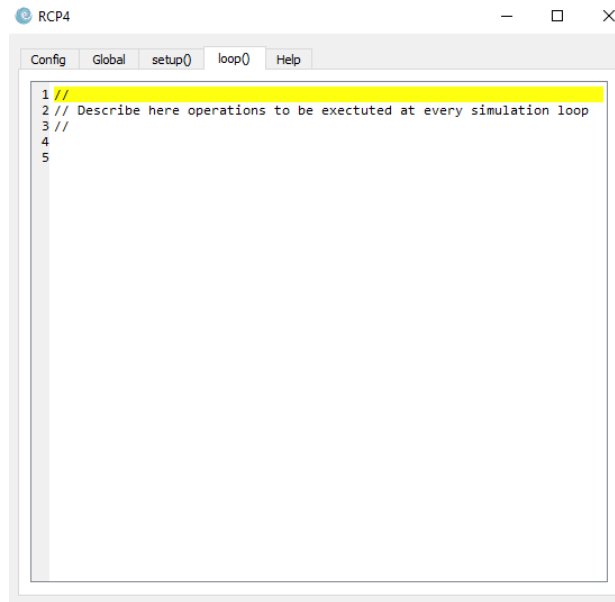 RCP4
Config Global setup() loop() Help
1 //
2 // Describe here operations to be exectuted at every simulation loop
3 //
4
5